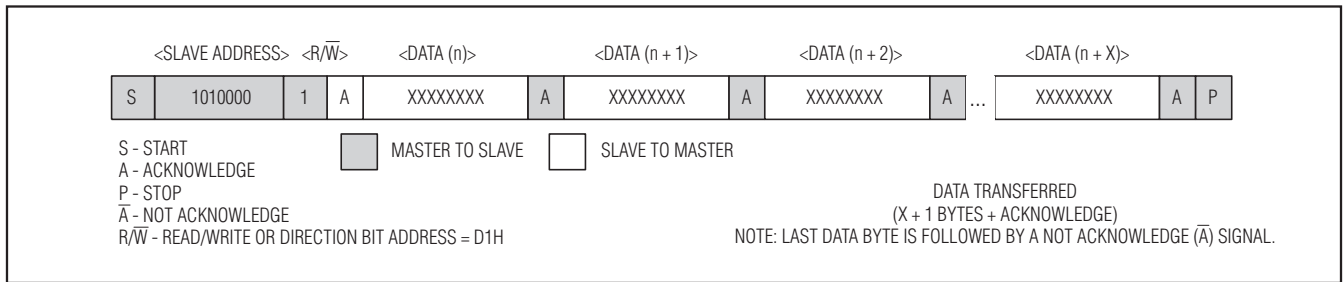 <SLAVE ADDRESS> <R/W̅> <DATA (n)> <DATA (n + 1)> <DATA (n + 2)> <DATA (n + X)>
S 1010000 1 A XXXXXXXX A XXXXXXXX A XXXXXXXX A ... XXXXXXXX A P
S - START
A - ACKNOWLEDGE
P - STOP
A̅ - NOT ACKNOWLEDGE
R/W̅ - READ/WRITE OR DIRECTION BIT ADDRESS = D1H
MASTER TO SLAVE SLAVE TO MASTER
DATA TRANSFERRED
(X + 1 BYTES + ACKNOWLEDGE)
NOTE: LAST DATA BYTE IS FOLLOWED BY A NOT ACKNOWLEDGE (A̅) SIGNAL.